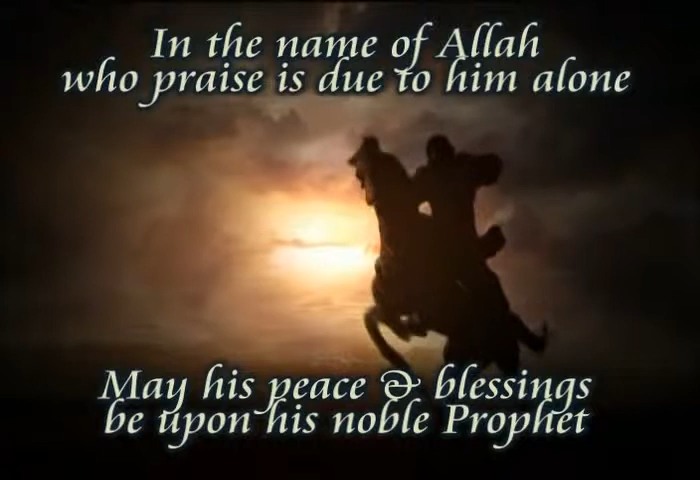 In the name of Allah
who praise is due to him alone
May his peace & blessings
be upon his noble Prophet